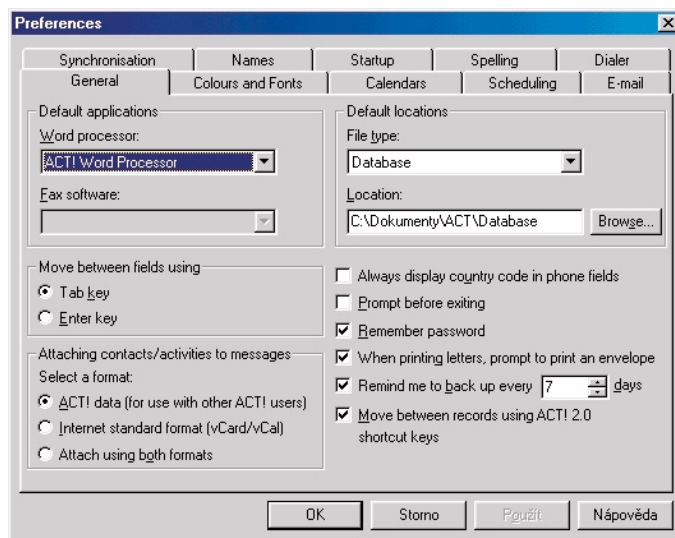 Preferences
Synchronisation Names Startup Spelling Dialer
General Colours and Fonts Calendars Scheduling E-mail
Default applications
Word processor:
ACT! Word Processor
Fax software:
Default locations
File type:
Database
Location:
C:\Dokumenty\ACT\Database Browse...
Move between fields using
Tab key
Enter key
Attaching contacts/activities to messages
Select a format:
ACT! data (for use with other ACT! users)
Internet standard format (vCard/vCal)
Attach using both formats
Always display country code in phone fields
Prompt before exiting
Remember password
When printing letters, prompt to print an envelope
Remind me to back up every 7 days
Move between records using ACT! 2.0
shortcut keys
OK Storno Použít Nápověda